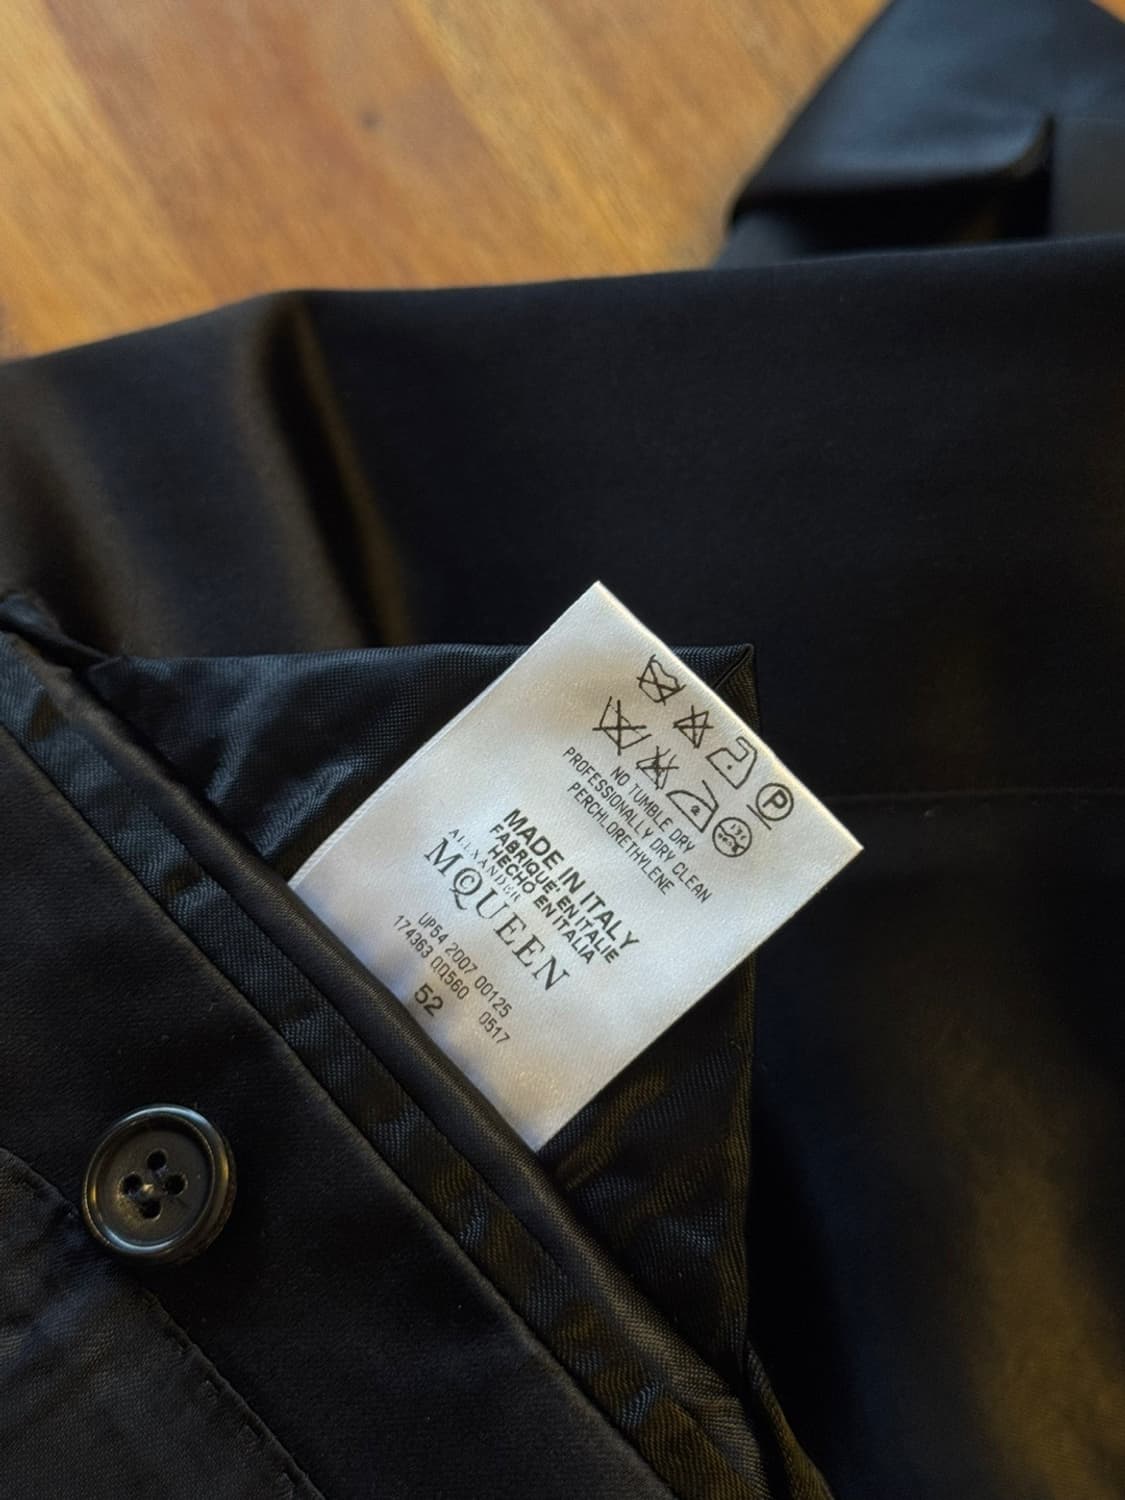 P
NO TUMBLE DRY
PROFESSIONALLY DRY CLEAN
PERCHLORETHYLENE
MADE IN ITALY
FABRIQUE' EN ITALIE
HECHO EN ITALIA
ALEXANDER
MCQUEEN
UP54 2007 00125
174363 00560 0517
52